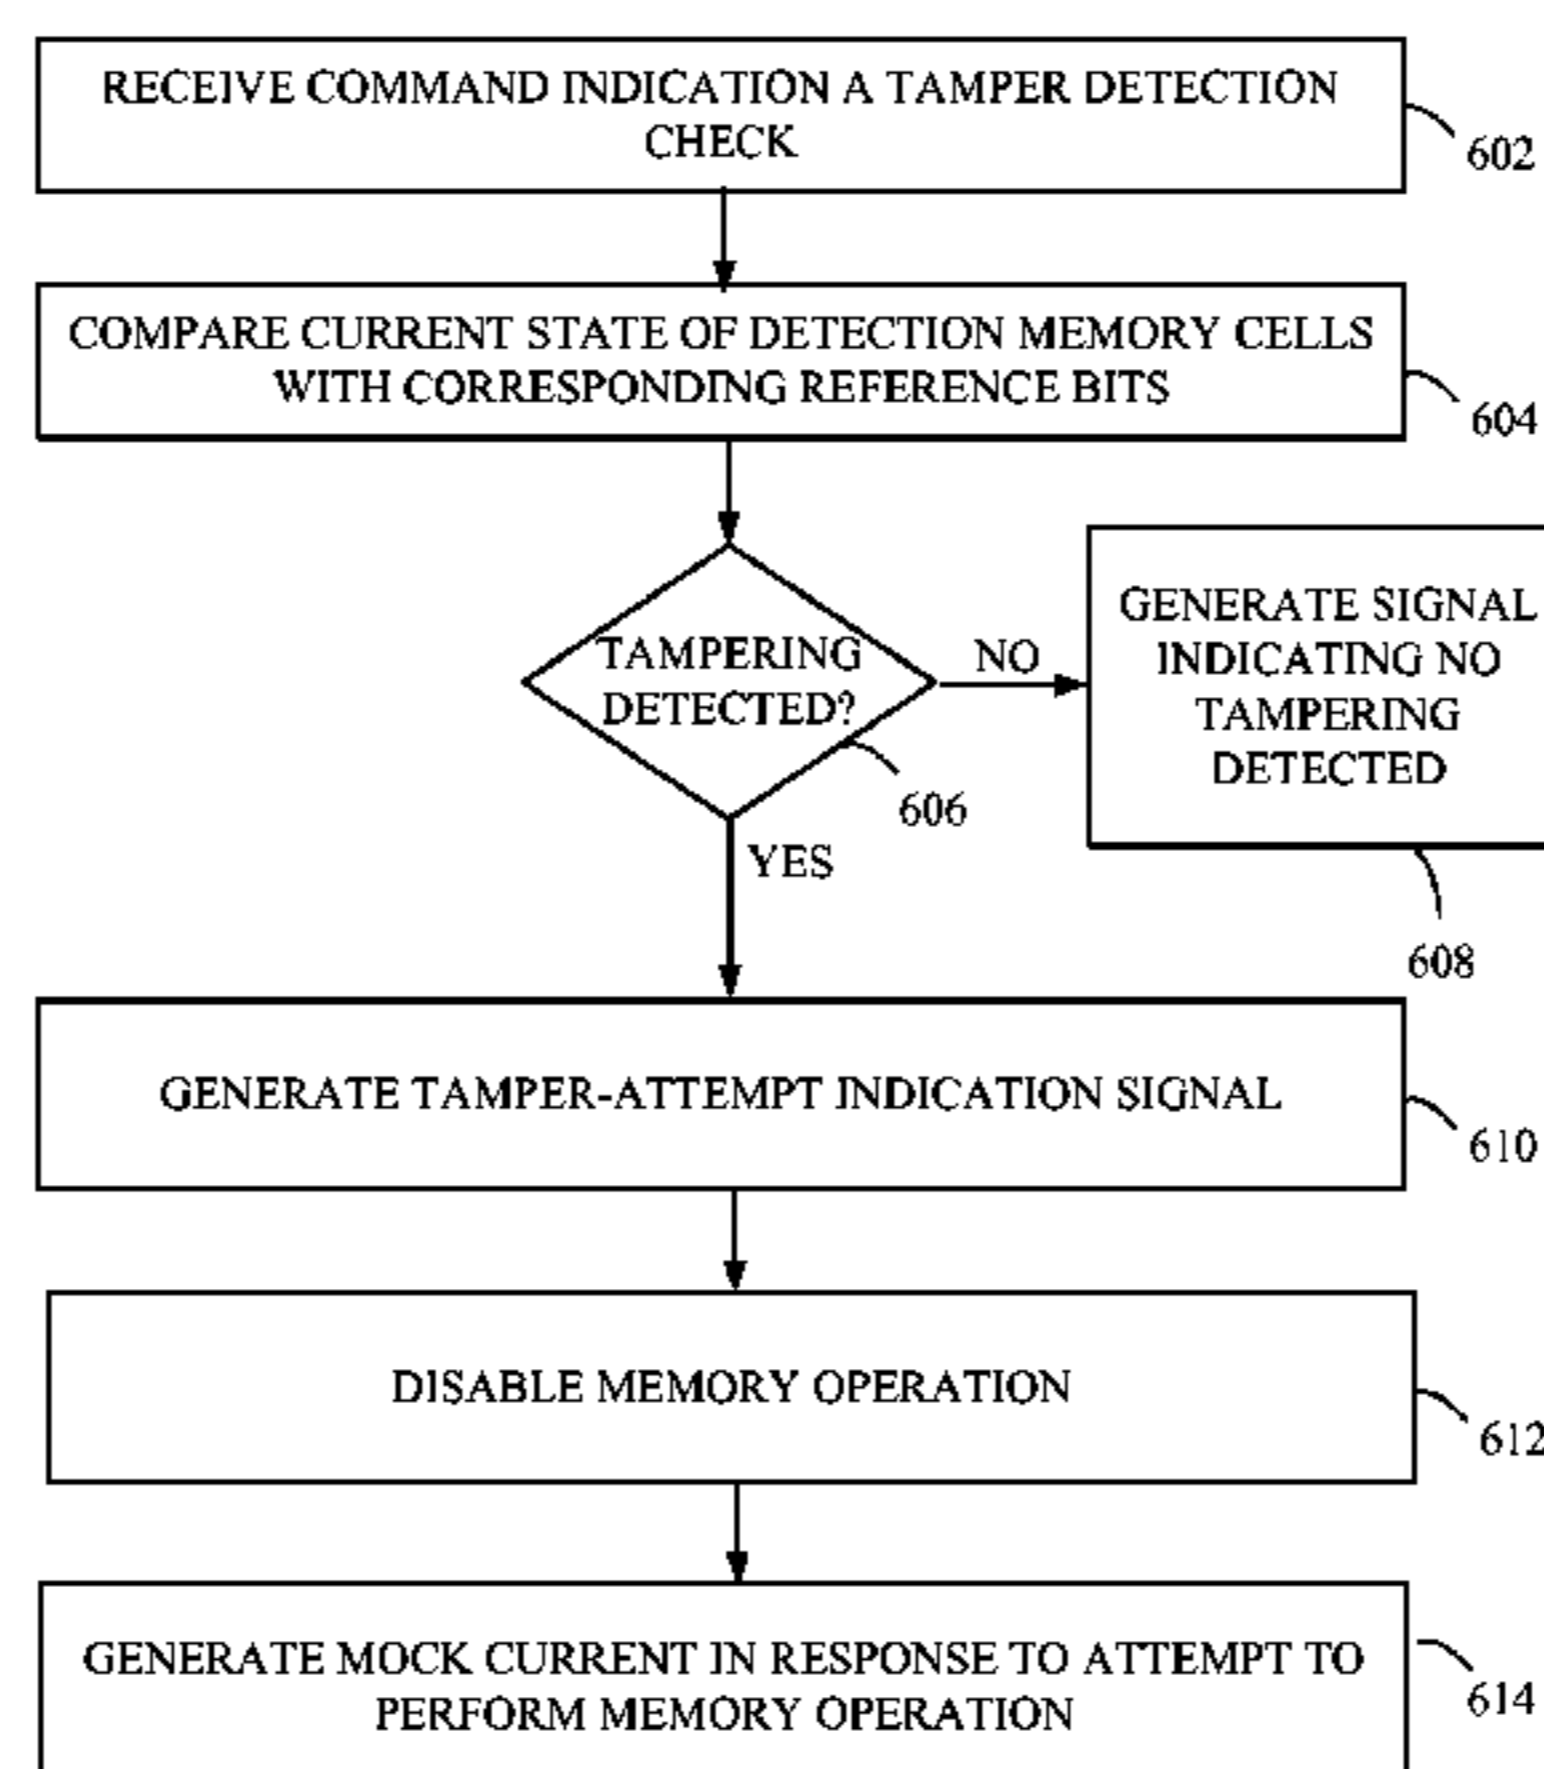 RECEIVE COMMAND INDICATION A TAMPER DETECTION
CHECK
602
COMPARE CURRENT STATE OF DETECTION MEMORY CELLS
WITH CORRESPONDING REFERENCE BITS
604
TAMPERING
DETECTED?
606
NO
GENERATE SIGNAL
INDICATING NO
TAMPERING
DETECTED
608
YES
GENERATE TAMPER-ATTEMPT INDICATION SIGNAL
610
DISABLE MEMORY OPERATION
612
GENERATE MOCK CURRENT IN RESPONSE TO ATTEMPT TO
PERFORM MEMORY OPERATION
614